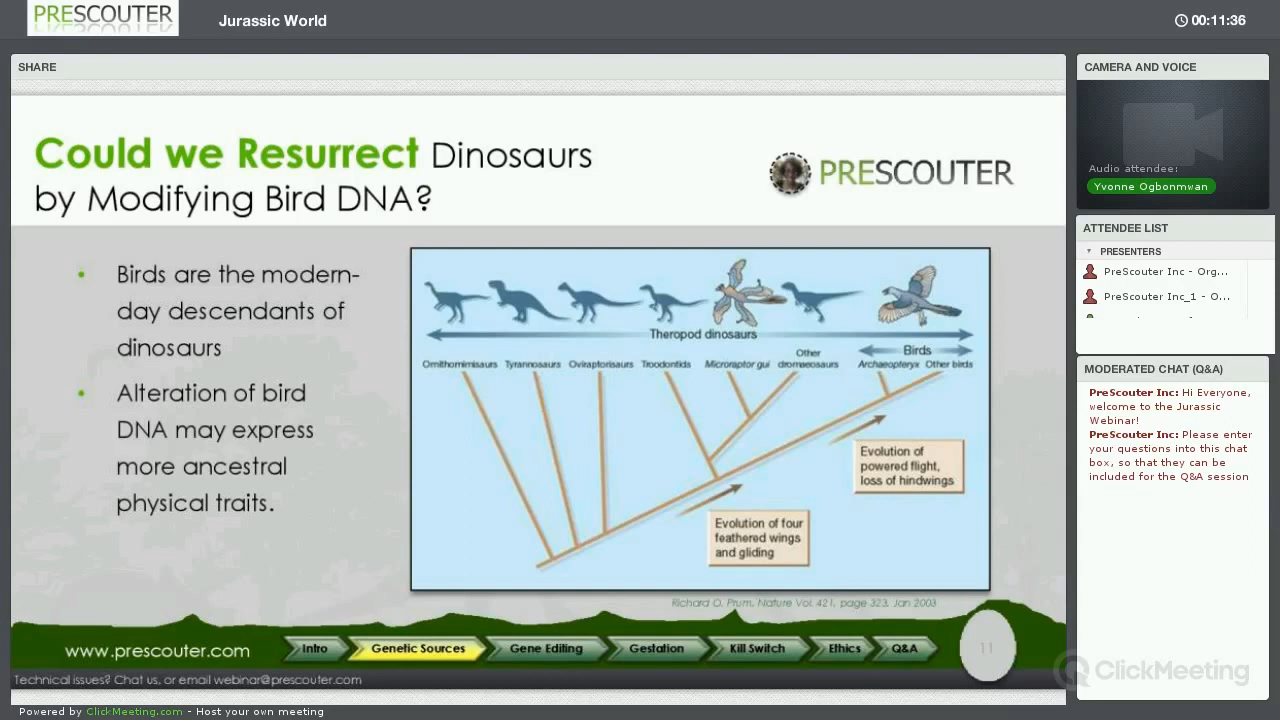 PRESCOUTER
Jurassic World
00:11:36
SHARE
Could we Resurrect Dinosaurs
by Modifying Bird DNA?
PRESCOUTER
• Birds are the modern-
day descendants of
dinosaurs
• Alteration of bird
DNA may express
more ancestral
physical traits.
Theropod dinosaurs
Birds
Ornithomimisaurs Tyrannosaurs Oviraptorisaurs Troodontids Microraptor gui Other dromaeosaurs Archaeopteryx Other birds
Evolution of
powered flight,
loss of hindwings
Evolution of four
feathered wings
and gliding
Richard O. Prum, Nature Vol. 421, page 323, Jan 2003
www.prescouter.com
Intro Genetic Sources Gene Editing Gestation Kill Switch Ethics Q&A
11
Technical issues? Chat us, or email webinar@prescouter.com
CAMERA AND VOICE
Audio attendee:
Yvonne Ogbonmwan
ATTENDEE LIST
PRESENTERS
PreScouter Inc - Org...
PreScouter Inc_1 - O...
MODERATED CHAT (Q&A)
PreScouter Inc: Hi Everyone,
welcome to the Jurassic
Webinar!
PreScouter Inc: Please enter
your questions into this chat
box, so that they can be
included for the Q&A session
ClickMeeting
Powered by ClickMeeting.com - Host your own meeting